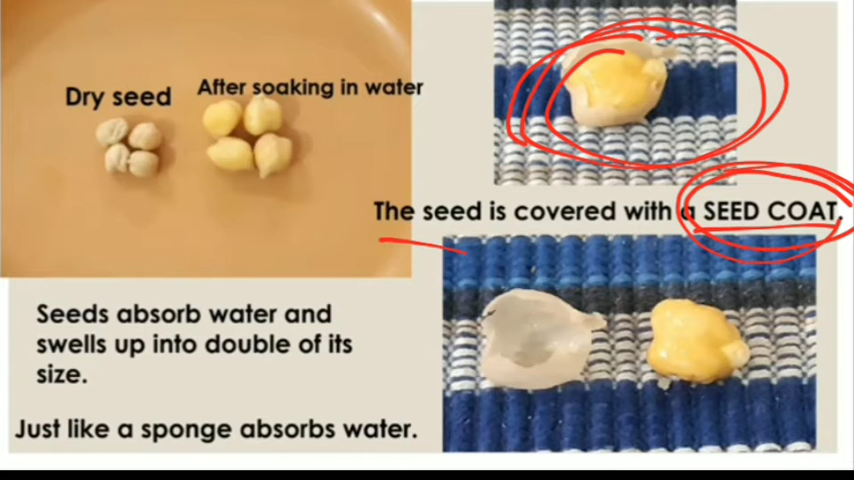 Dry seed
After soaking in water
The seed is covered with a SEED COAT.
Seeds absorb water and
swells up into double of its
size.
Just like a sponge absorbs water.